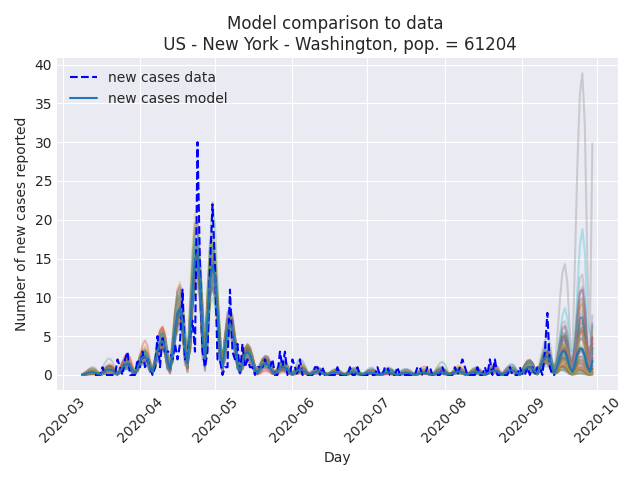 Model comparison to data
US - New York - Washington, pop. = 61204
new cases data
new cases model
Number of new cases reported
40
35
30
25
20
15
10
5
0
2020-03
2020-04
2020-05
2020-06
2020-07
2020-08
2020-09
2020-10
Day